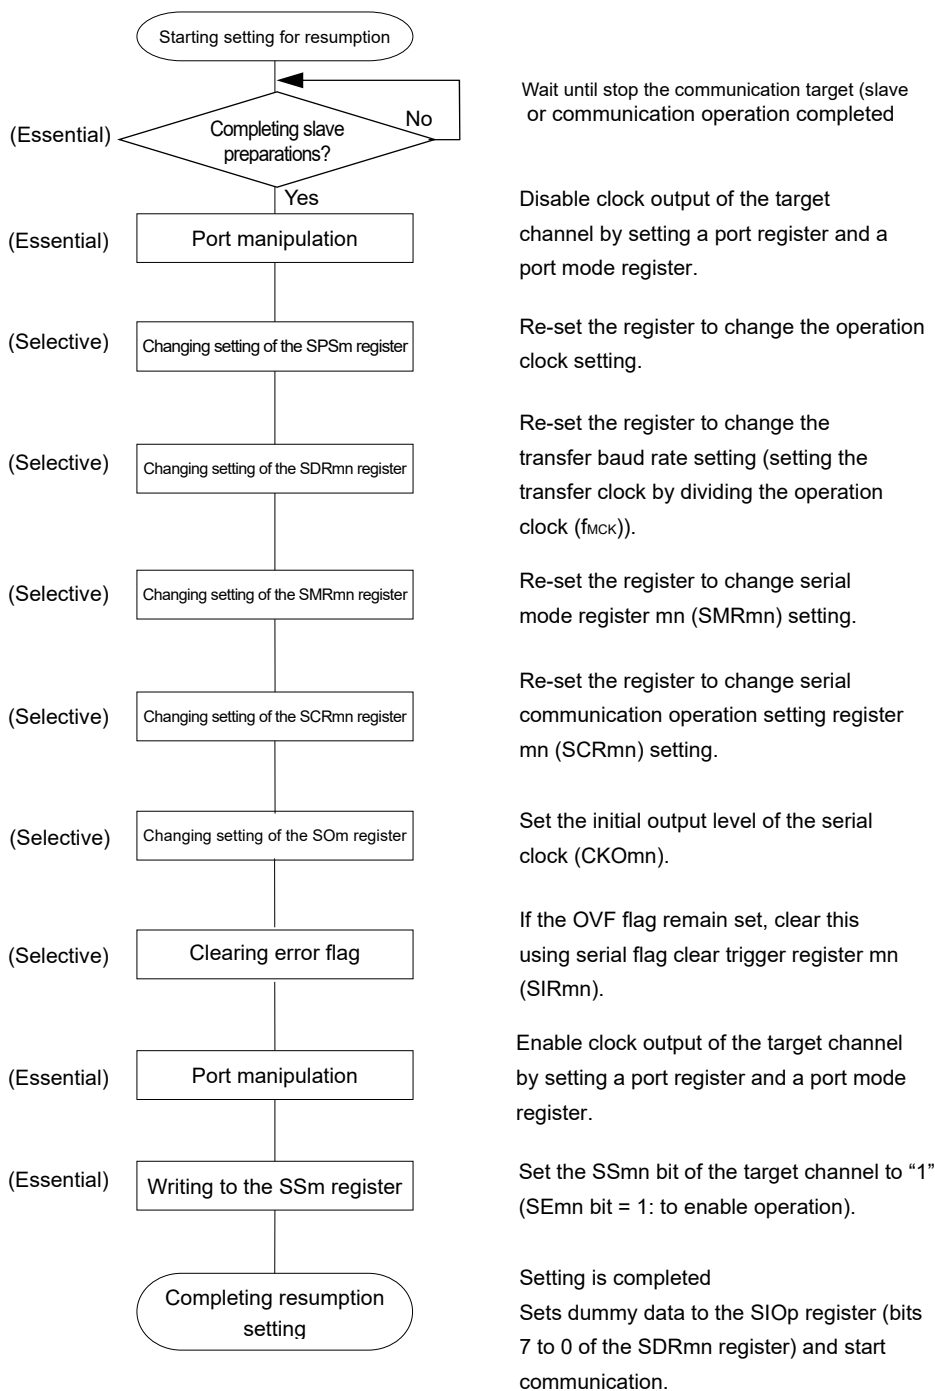 Starting setting for resumption
Wait until stop the communication target (slave
or communication operation completed
(Essential)
Completing slave
preparations?
No
Yes
(Essential)
Port manipulation
Disable clock output of the target
channel by setting a port register and a
port mode register.
(Selective)
Changing setting of the SPSm register
Re-set the register to change the operation
clock setting.
(Selective)
Changing setting of the SDRmn register
Re-set the register to change the
transfer baud rate setting (setting the
transfer clock by dividing the operation
clock (fMCK)).
(Selective)
Changing setting of the SMRmn register
Re-set the register to change serial
mode register mn (SMRmn) setting.
(Selective)
Changing setting of the SCRmn register
Re-set the register to change serial
communication operation setting register
mn (SCRmn) setting.
(Selective)
Changing setting of the SOm register
Set the initial output level of the serial
clock (CKOmn).
(Selective)
Clearing error flag
If the OVF flag remain set, clear this
using serial flag clear trigger register mn
(SIRmn).
(Essential)
Port manipulation
Enable clock output of the target channel
by setting a port register and a port mode
register.
(Essential)
Writing to the SSm register
Set the SSmn bit of the target channel to “1”
(SEmn bit = 1: to enable operation).
Completing resumption
setting
Setting is completed
Sets dummy data to the SIOp register (bits
7 to 0 of the SDRmn register) and start
communication.